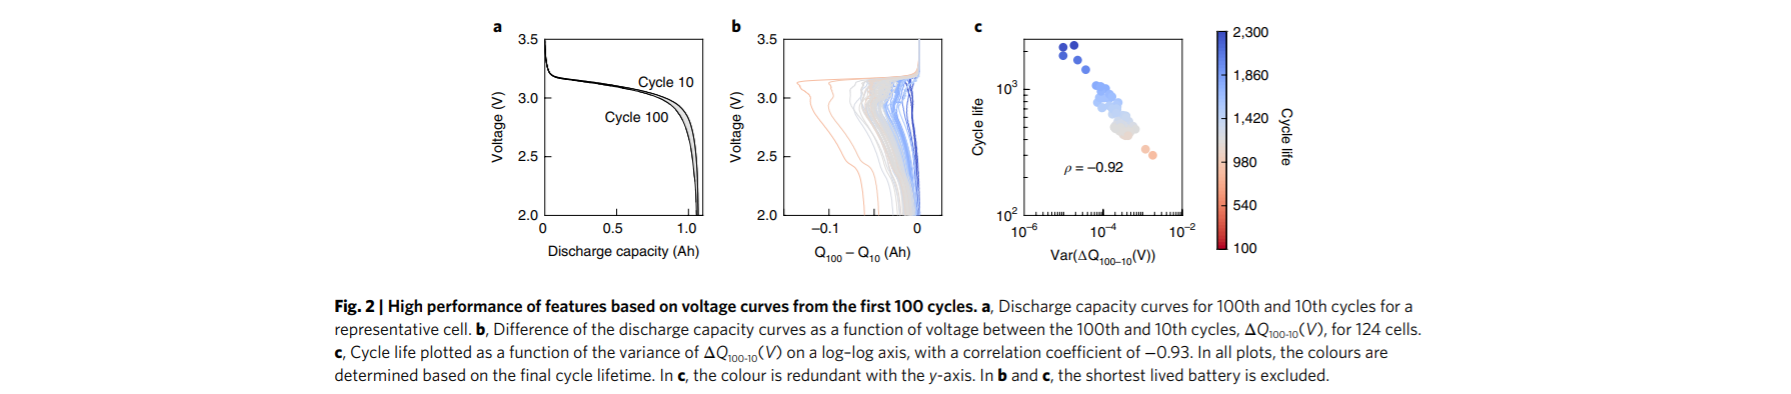 a
3.5
3.0
2.5
2.0
Voltage (V)
Cycle 10
Cycle 100
0
0.5
1.0
Discharge capacity (Ah)
b
3.5
3.0
2.5
2.0
Voltage (V)
–0.1
0
Q100 – Q10 (Ah)
c
10^3
10^2
Cycle life
ρ = –0.92
10^–6
10^–4
10^–2
Var(ΔQ100–10(V))
2,300
1,860
1,420
980
540
100
Cycle life
Fig. 2 | High performance of features based on voltage curves from the first 100 cycles. a, Discharge capacity curves for 100th and 10th cycles for a
representative cell. b, Difference of the discharge capacity curves as a function of voltage between the 100th and 10th cycles, ΔQ100-10(V), for 124 cells.
c, Cycle life plotted as a function of the variance of ΔQ100-10(V) on a log–log axis, with a correlation coefficient of –0.93. In all plots, the colours are
determined based on the final cycle lifetime. In c, the colour is redundant with the y-axis. In b and c, the shortest lived battery is excluded.